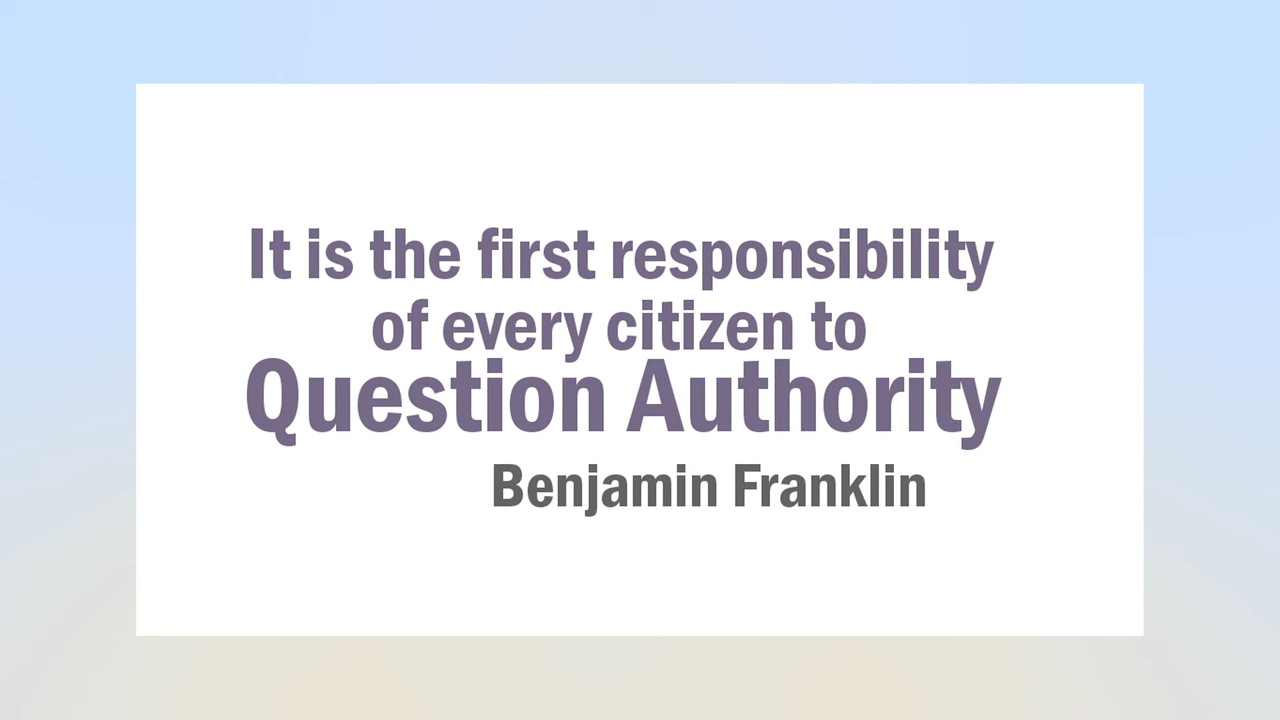 It is the first responsibility
of every citizen to
Question Authority
Benjamin Franklin